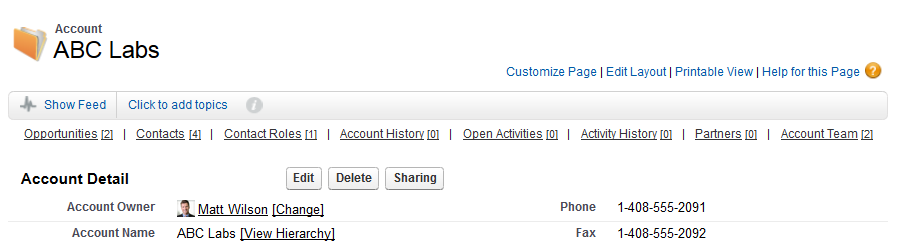 Account
ABC Labs
Customize Page | Edit Layout | Printable View | Help for this Page ?
Show Feed Click to add topics i
Opportunities [2] | Contacts [4] | Contact Roles [1] | Account History [0] | Open Activities [0] | Activity History [0] | Partners [0] | Account Team [2]
Account Detail Edit Delete Sharing
Account Owner Matt Wilson [Change] Phone 1-408-555-2091
Account Name ABC Labs [View Hierarchy] Fax 1-408-555-2092